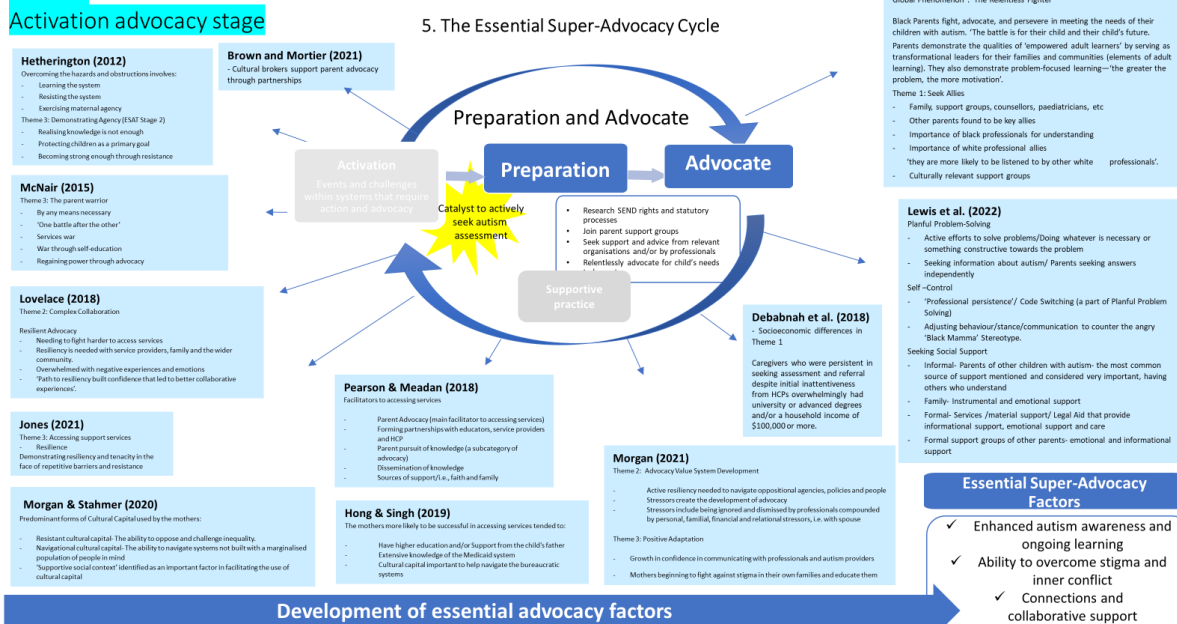 Activation advocacy stage
5. The Essential Super-Advocacy Cycle
Hetherington (2012)
Overcoming the hazards and obstructions involves:
- Learning the system
- Resisting the system
- Exercising maternal agency
Theme 3: Demonstrating Agency (ESAT Stage 2)
- Realising knowledge is not enough
- Protecting children as a primary goal
- Becoming strong enough through resistance
Brown and Mortier (2021)
- Cultural brokers support parent advocacy
through partnerships
McNair (2015)
Theme 3: The parent warrior
- By any means necessary
- ‘One battle after the other’
- Services war
- War through self-education
- Regaining power through advocacy
Lovelace (2018)
Theme 2: Complex Collaboration
Resilient Advocacy
- Needing to fight harder to access services
- Resiliency is needed with service providers, family and the wider
community.
- Overwhelmed with negative experiences and emotions
- ‘Path to resiliency built confidence that led to better collaborative
experiences’.
Jones (2021)
Theme 3: Accessing support services
- Resilience
Demonstrating resiliency and tenacity in the
face of repetitive barriers and resistance
Morgan & Stahmer (2020)
Predominant forms of Cultural Capital used by the mothers:
- Resistant cultural capital- The ability to oppose and challenge inequality.
- Navigational cultural capital- The ability to navigate systems not built with a marginalised
population of people in mind
- ‘Supportive social context’ identified as an important factor in facilitating the use of
cultural capital
Preparation and Advocate
Activation
Events and challenges
within systems that require
action and advocacy
Preparation
Advocate
Catalyst to actively
seek autism
assessment
• Research SEND rights and statutory
processes
• Join parent support groups
• Seek support and advice from relevant
organisations and/or by professionals
• Relentlessly advocate for child’s needs
Supportive
practice
Pearson & Meadan (2018)
Facilitators to accessing services
- Parent Advocacy (main facilitator to accessing services)
- Forming partnerships with educators, service providers
and HCP
- Parent pursuit of knowledge (a subcategory of
advocacy)
- Dissemination of knowledge
- Sources of support/i.e., faith and family
Hong & Singh (2019)
The mothers more likely to be successful in accessing services tended to:
- Have higher education and/or Support from the child’s father
- Extensive knowledge of the Medicaid system
- Cultural capital important to help navigate the bureaucratic
systems
Debabnah et al. (2018)
- Socioeconomic differences in
Theme 1
Caregivers who were persistent in
seeking assessment and referral
despite initial inattentiveness
from HCPs overwhelmingly had
university or advanced degrees
and/or a household income of
$100,000 or more.
Morgan (2021)
Theme 2: Advocacy Value System Development
- Active resiliency needed to navigate oppositional agencies, policies and people
- Stressors create the development of advocacy
- Stressors include being ignored and dismissed by professionals compounded
by personal, familial, financial and relational stressors, i.e. with spouse
Theme 3: Positive Adaptation
- Growth in confidence in communicating with professionals and autism providers
- Mothers beginning to fight against stigma in their own families and educate them
Global Phenomenon’: ‘The Relentless Fighter’
Black Parents fight, advocate, and persevere in meeting the needs of their
children with autism. ‘The battle is for their child and their child’s future.
Parents demonstrate the qualities of ‘empowered adult learners’ by serving as
transformational leaders for their families and communities (elements of adult
learning). They also demonstrate problem-focused learning—‘the greater the
problem, the more motivation’.
Theme 1: Seek Allies
- Family, support groups, counsellors, paediatricians, etc
- Other parents found to be key allies
- Importance of black professionals for understanding
- Importance of white professional allies
‘they are more likely to be listened to by other white professionals’.
- Culturally relevant support groups
Lewis et al. (2022)
Planful Problem-Solving
- Active efforts to solve problems/Doing whatever is necessary or
something constructive towards the problem
- Seeking information about autism/ Parents seeking answers
independently
Self –Control
- ‘Professional persistence’/ Code Switching (a part of Planful Problem
Solving)
- Adjusting behaviour/stance/communication to counter the angry
‘Black Mamma’ Stereotype.
Seeking Social Support
- Informal- Parents of other children with autism- the most common
source of support mentioned and considered very important, having
others who understand
- Family- Instrumental and emotional support
- Formal- Services /material support/ Legal Aid that provide
informational support, emotional support and care
- Formal support groups of other parents- emotional and informational
support
Essential Super-Advocacy
Factors
✓ Enhanced autism awareness and
ongoing learning
✓ Ability to overcome stigma and
inner conflict
✓ Connections and
collaborative support
Development of essential advocacy factors